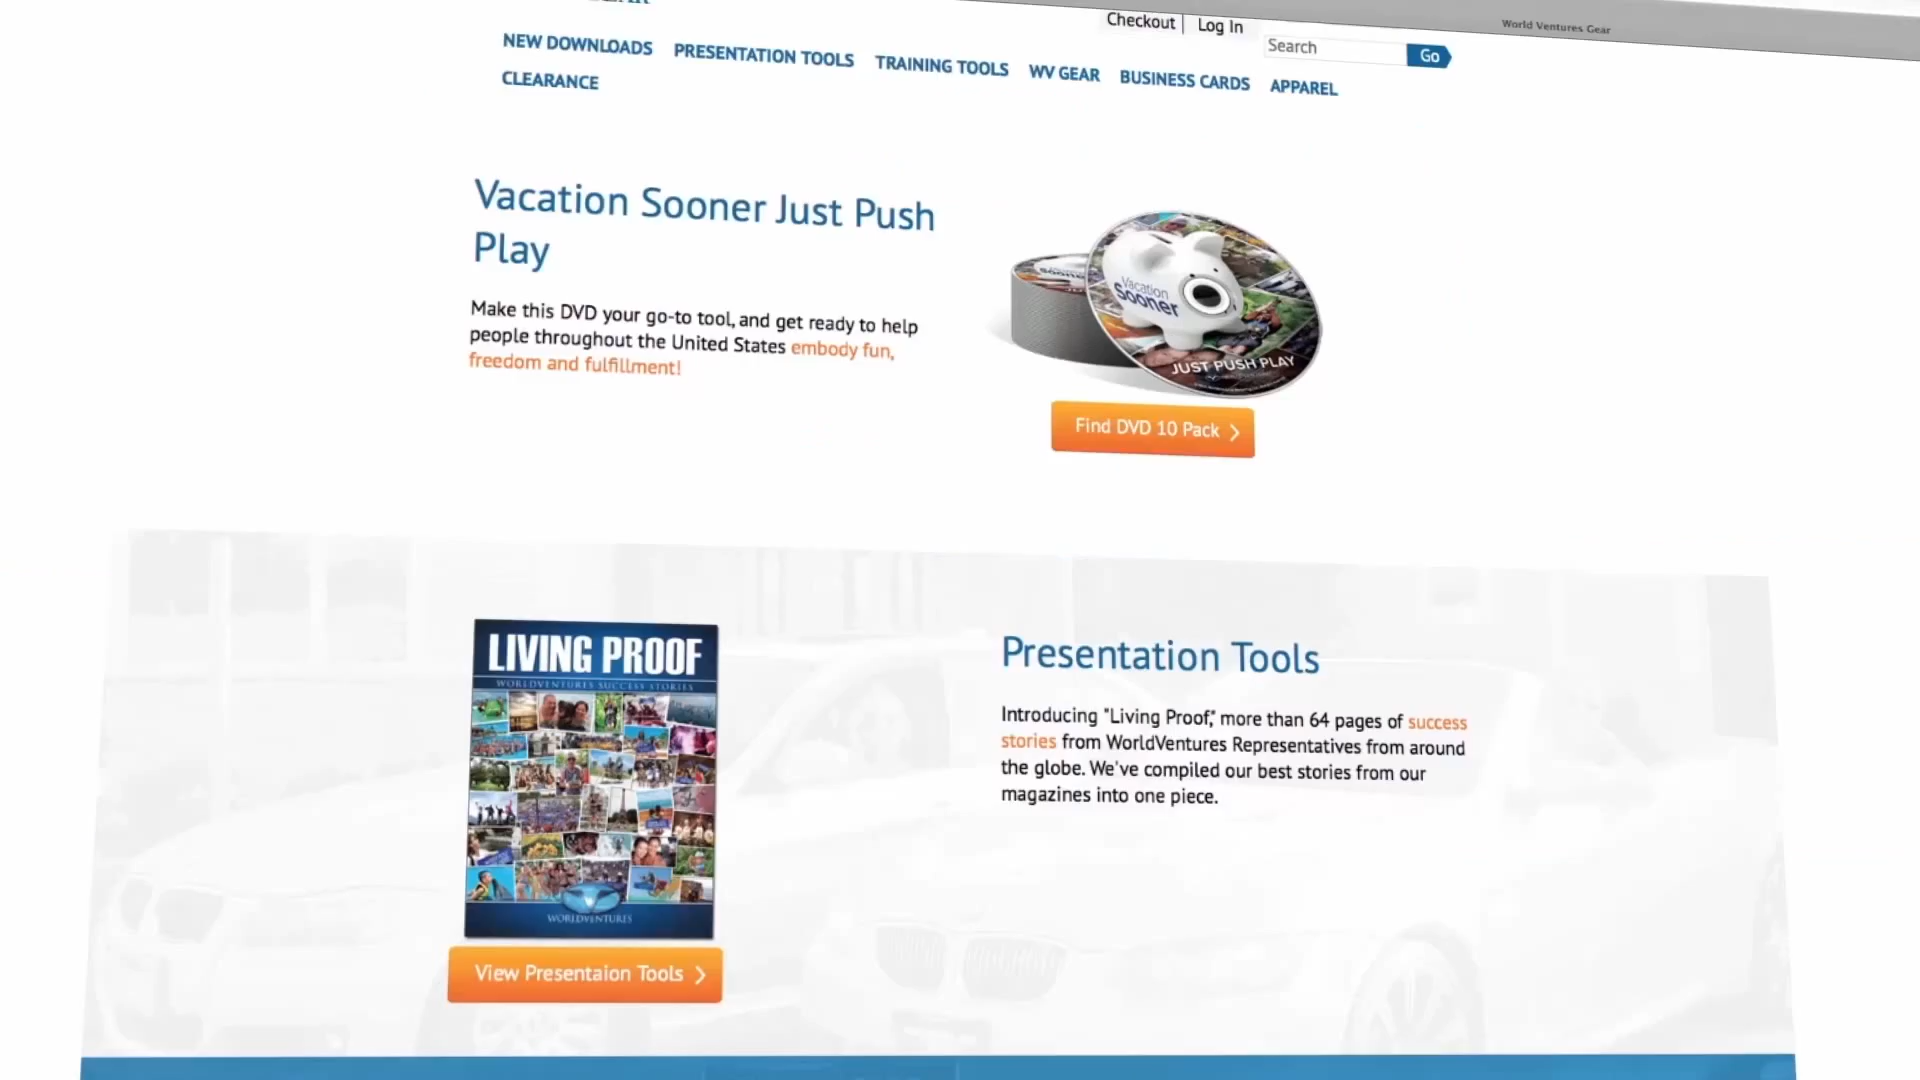 World Ventures Gear
Checkout | Log In
Search
Go
NEW DOWNLOADS PRESENTATION TOOLS TRAINING TOOLS WV GEAR BUSINESS CARDS APPAREL
CLEARANCE
Vacation Sooner Just Push
Play
Make this DVD your go-to tool, and get ready to help
people throughout the United States embody fun,
freedom and fulfillment!
Vacation
Sooner
JUST PUSH PLAY
Find DVD 10 Pack
LIVING PROOF
WORLDVENTURES SUCCESS STORIES
WORLDVENTURES
View Presentaion Tools
Presentation Tools
Introducing "Living Proof," more than 64 pages of success
stories from WorldVentures Representatives from around
the globe. We've compiled our best stories from our
magazines into one piece.